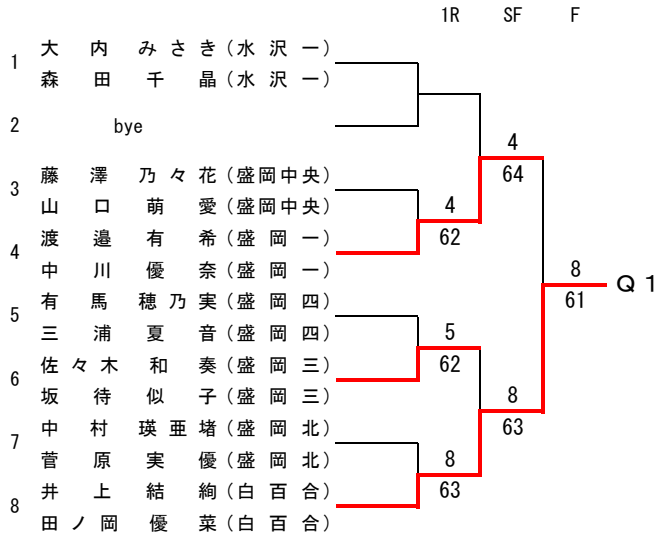 1R SF F
1 大内 みさき(水沢一)
森田 千晶(水沢一)
2 bye
3 藤澤 乃々花(盛岡中央)
山口 萌愛(盛岡中央)
4 渡邉 有希(盛岡一)
中川 優奈(盛岡一)
5 有馬 穂乃実(盛岡四)
三浦 夏音(盛岡四)
6 佐々木 和奏(盛岡三)
坂待 似子(盛岡三)
7 中村 瑛亜堵(盛岡北)
菅原 実優(盛岡北)
8 井上 結絢(白百合)
田ノ岡 優菜(白百合)
4
62
5
62
8
63
4
64
8
63
8
61
Q1